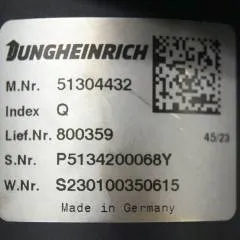 JUNGHEINRICH
M.Nr. 51304432
Index Q
Lief.Nr. 800359
45/23
S.Nr. P5134200068Y
W.Nr. S230100350615
Made in Germany